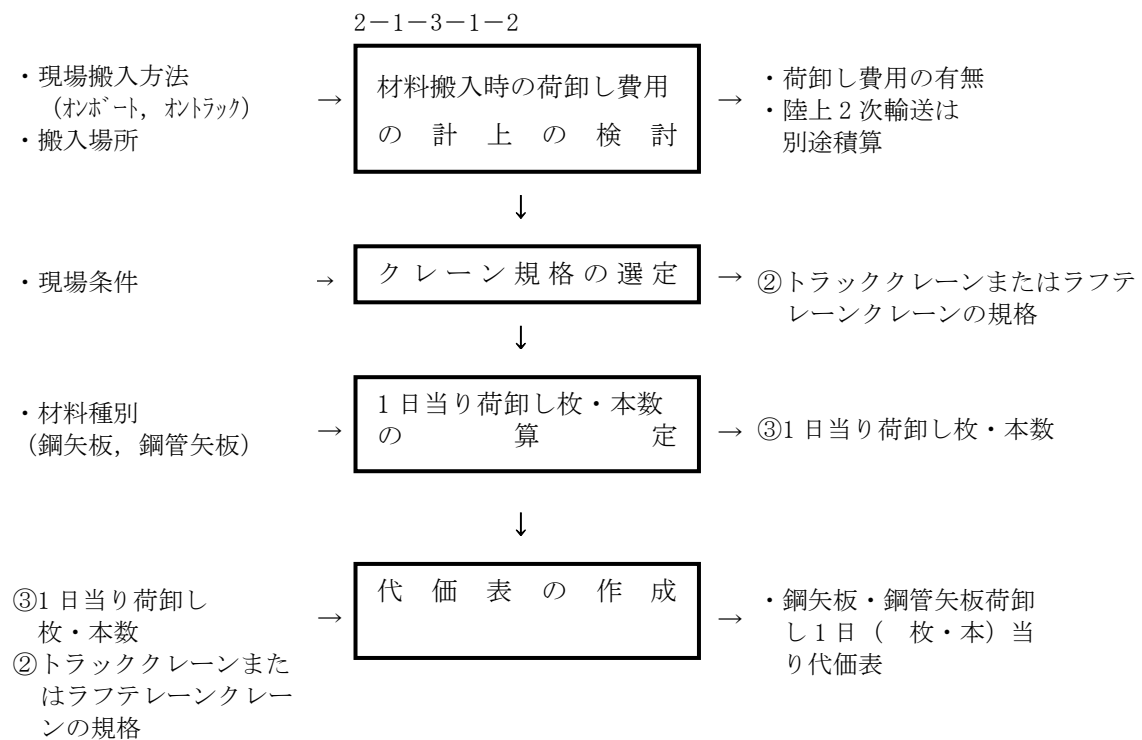 2-1-3-1-2
・現場搬入方法
(ｵﾝﾎﾞｰﾄ, ｵﾝﾄﾗｯｸ)
・搬入場所
→
材料搬入時の荷卸し費用
の計上の検討
→
・荷卸し費用の有無
・陸上2次輸送は
別途積算
↓
・現場条件
→
クレーン規格の選定
→
②トラッククレーンまたはラフテ
レーンクレーンの規格
↓
・材料種別
(鋼矢板, 鋼管矢板)
→
1日当り荷卸し枚・本数
の算定
→
③1日当り荷卸し枚・本数
↓
③1日当り荷卸し
枚・本数
②トラッククレーンまた
はラフテレーンクレー
ンの規格
→
代価表の作成
→
・鋼矢板・鋼管矢板荷卸
し1日( 枚・本)当
り代価表